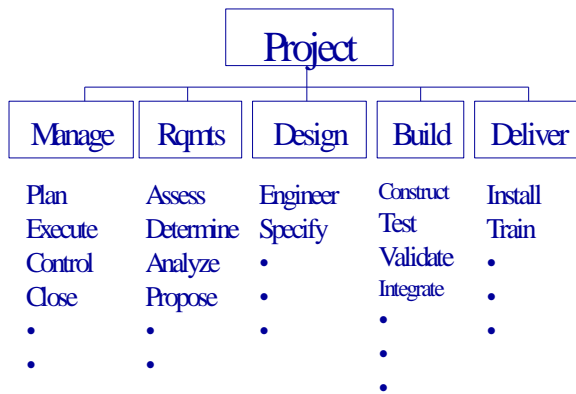 Project
Manage
Rqmts
Design
Build
Deliver
Plan
Execute
Control
Close
•
•
Assess
Determine
Analyze
Propose
•
•
Engineer
Specify
•
•
•
Construct
Test
Validate
Integrate
•
•
•
Install
Train
•
•
•